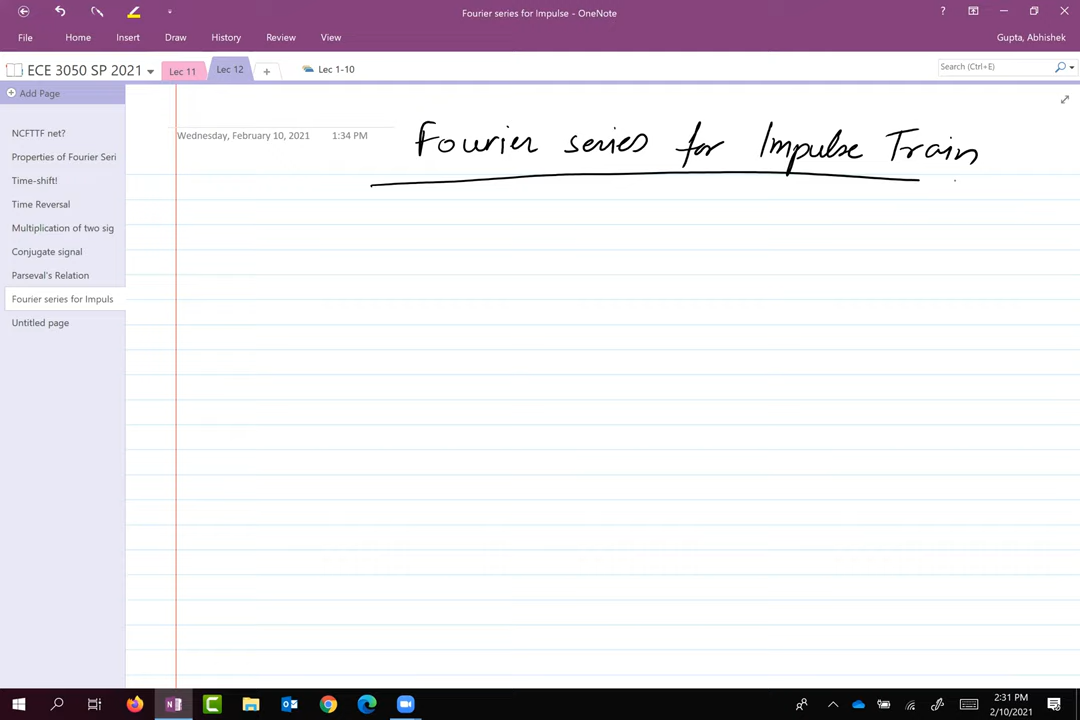 Fourier series for Impulse - OneNote
?
File
Home
Insert
Draw
History
Review
View
Gupta, Abhishek
ECE 3050 SP 2021
Lec 11
Lec 12
+
Lec 1-10
Search (Ctrl+E)
Add Page
NCFTTF net?
Properties of Fourier Seri
Time-shift!
Time Reversal
Multiplication of two sig
Conjugate signal
Parseval's Relation
Fourier series for Impuls
Untitled page
Wednesday, February 10, 2021 1:34 PM
Fourier series for Impulse Train
2:31 PM
2/10/2021